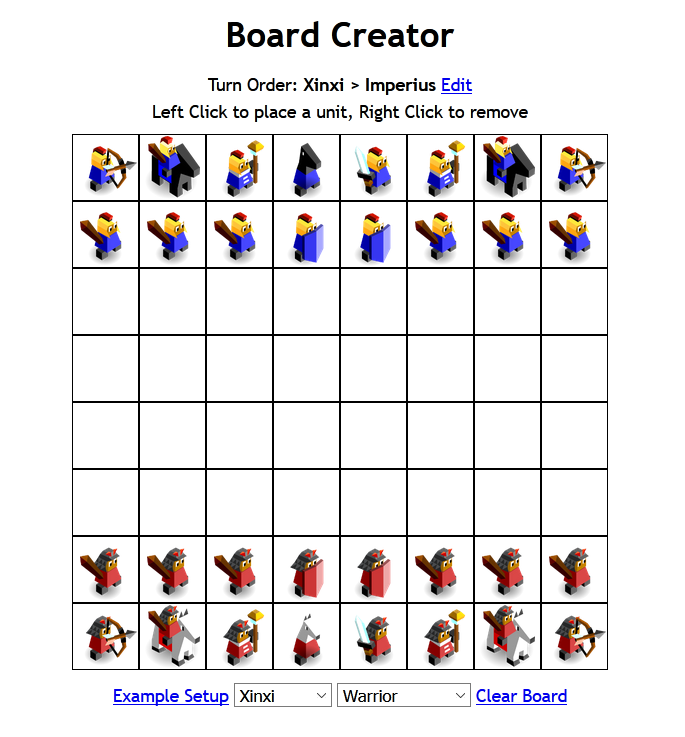 Board Creator
Turn Order: Xinxi > Imperius Edit
Left Click to place a unit, Right Click to remove
Example Setup Xinxi Warrior Clear Board